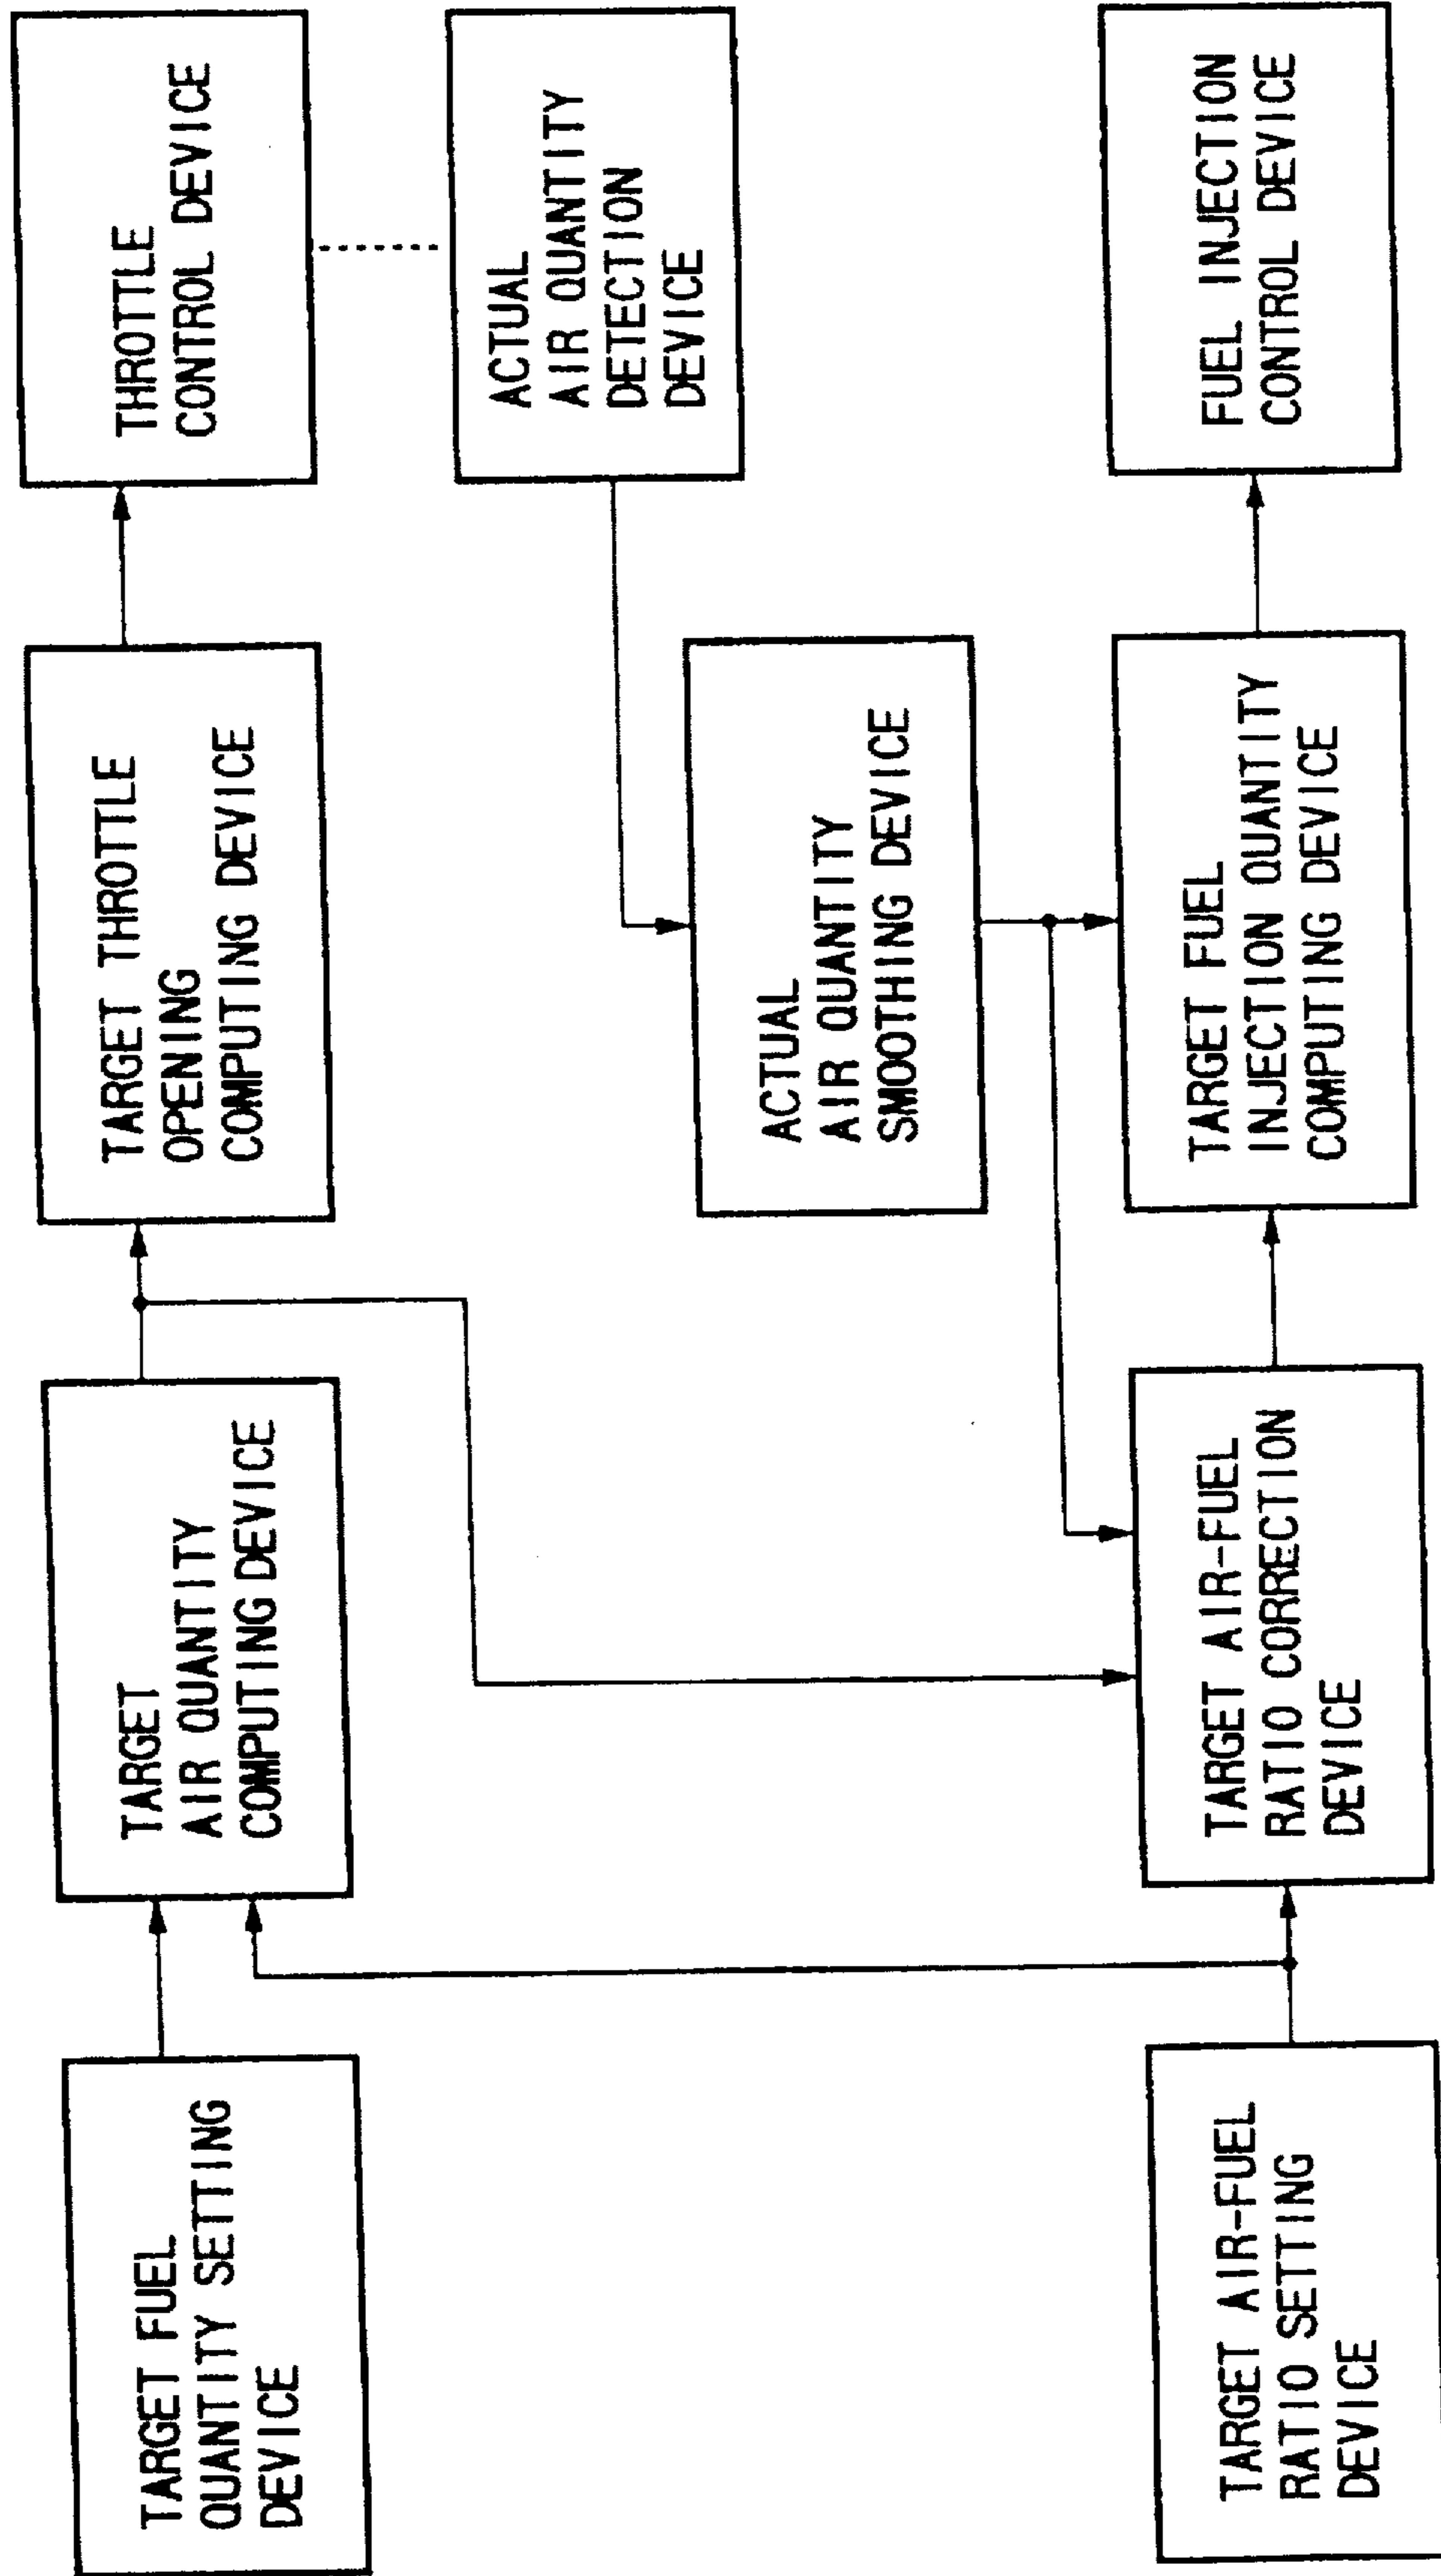 TARGET FUEL
QUANTITY SETTING
DEVICE
TARGET
AIR QUANTITY
COMPUTING DEVICE
TARGET THROTTLE
OPENING
COMPUTING DEVICE
THROTTLE
CONTROL DEVICE
ACTUAL
AIR QUANTITY
DETECTION
DEVICE
ACTUAL
AIR QUANTITY
SMOOTHING DEVICE
TARGET AIR-FUEL
RATIO SETTING
DEVICE
TARGET AIR-FUEL
RATIO CORRECTION
DEVICE
TARGET FUEL
INJECTION QUANTITY
COMPUTING DEVICE
FUEL INJECTION
CONTROL DEVICE